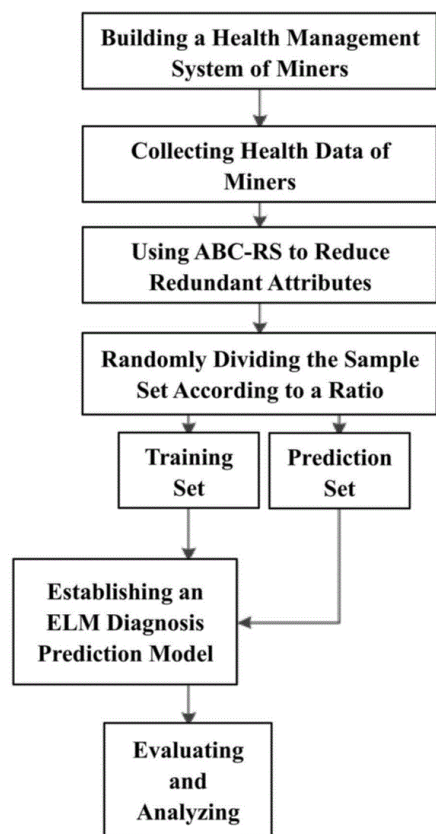 Building a Health Management
System of Miners
Collecting Health Data of
Miners
Using ABC-RS to Reduce
Redundant Attributes
Randomly Dividing the Sample
Set According to a Ratio
Training
Set
Prediction
Set
Establishing an
ELM Diagnosis
Prediction Model
Evaluating
and
Analyzing